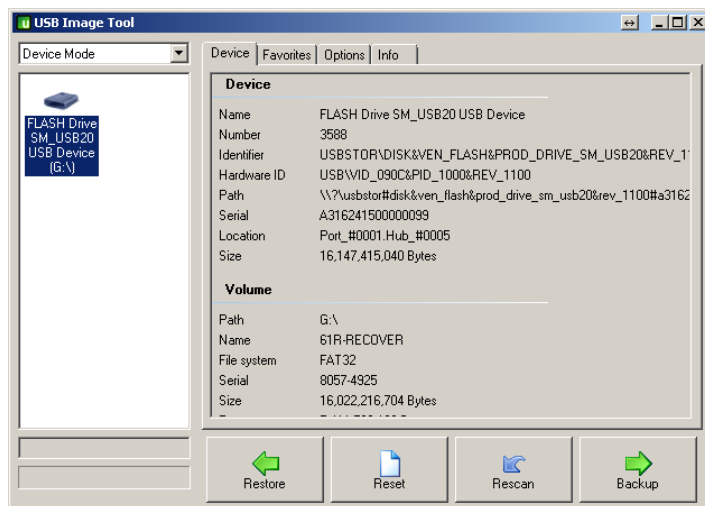 USB Image Tool
Device Mode
FLASH Drive
SM_USB20
USB Device
(G:\)
Device Favorites Options Info
Device
Name FLASH Drive SM_USB20 USB Device
Number 3588
Identifier USBSTOR\DISK&VEN_FLASH&PROD_DRIVE_SM_USB20&REV_1
Hardware ID USB\VID_090C&PID_1000&REV_1100
Path \\?\usbstor#disk&ven_flash&prod_drive_sm_usb20&rev_1100#a3162
Serial A316241500000099
Location Port_#0001.Hub_#0005
Size 16,147,415,040 Bytes
Volume
Path G:\
Name 61R-RECOVER
File system FAT32
Serial 8057-4925
Size 16,022,216,704 Bytes
Restore Reset Rescan Backup